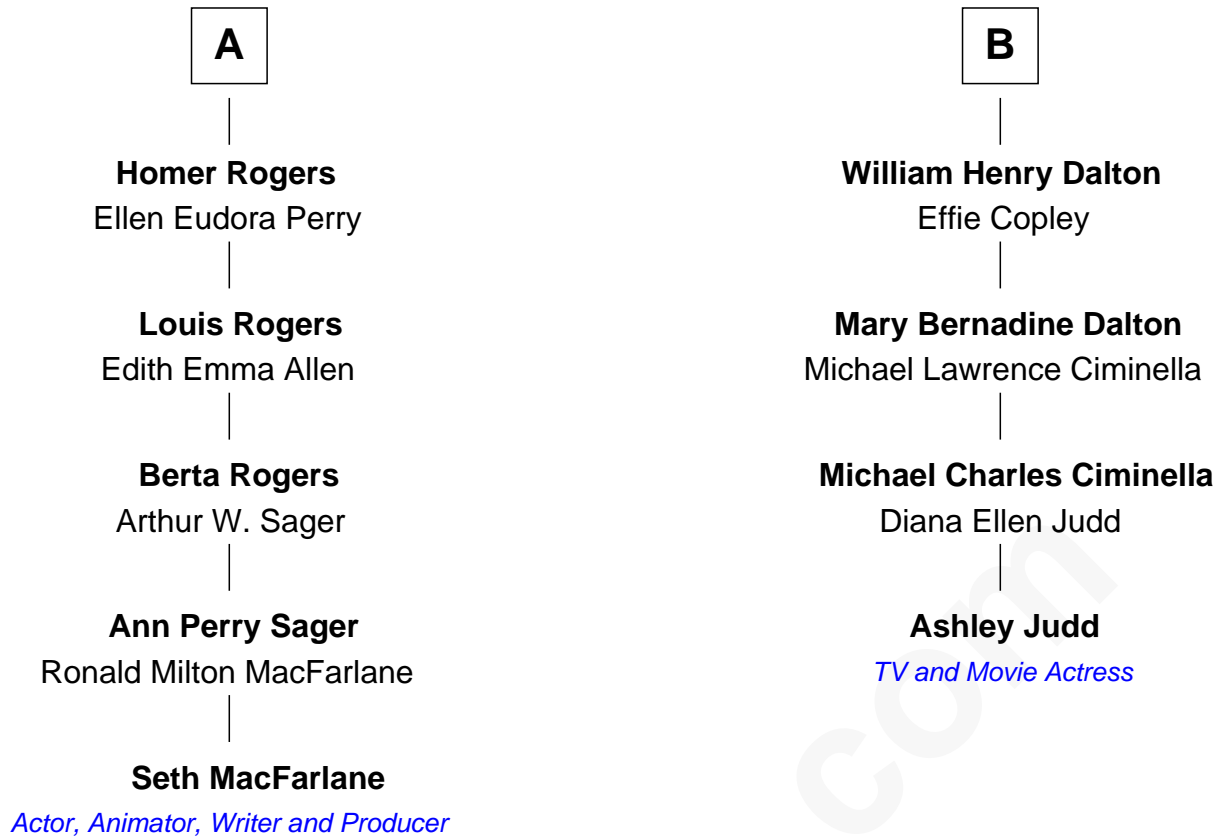 A
Homer Rogers
Ellen Eudora Perry
Louis Rogers
Edith Emma Allen
Berta Rogers
Arthur W. Sager
Ann Perry Sager
Ronald Milton MacFarlane
Seth MacFarlane
Actor, Animator, Writer and Producer
B
William Henry Dalton
Effie Copley
Mary Bernadine Dalton
Michael Lawrence Ciminella
Michael Charles Ciminella
Diana Ellen Judd
Ashley Judd
TV and Movie Actress
com